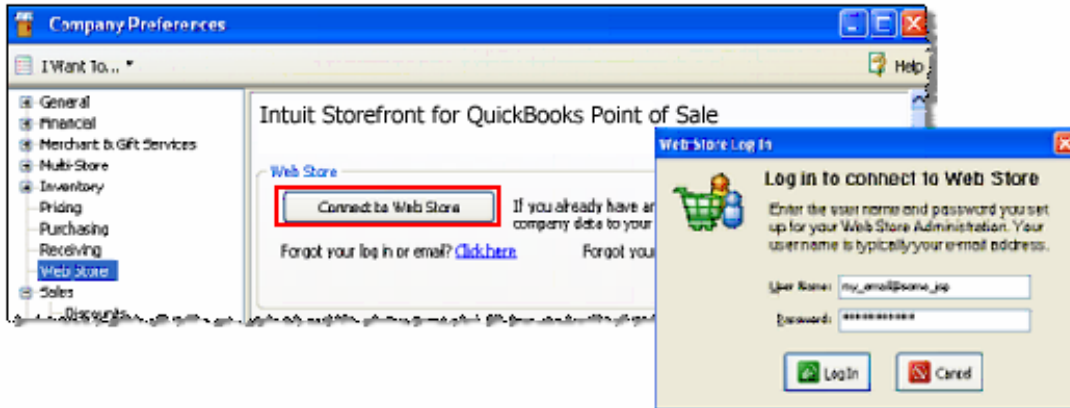 Company Preferences
I Want To...
Help
General
Financial
Merchant & Gift Services
Multi-Store
Inventory
Pricing
Purchasing
Receiving
Web Store
Sales
Discounts
Intuit Storefront for QuickBooks Point of Sale
Web Store
Connect to Web Store
If you already have an
company data to your
Forgot your log in or email? Click here
Forgot your
Web Store Log In
Log in to connect to Web Store
Enter the user name and password you set
up for your Web Store Administration. Your
user name is typically your e-mail address.
User Name: my_email@some_isp
Password: ***********
Log In
Cancel